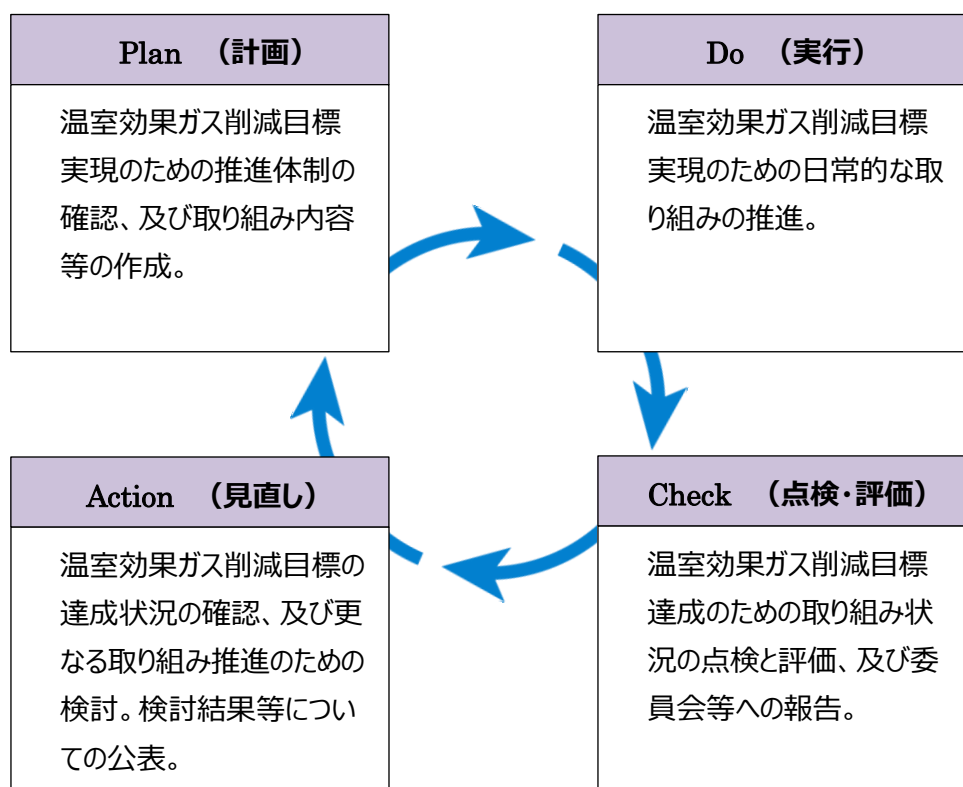 Plan （計画）
温室効果ガス削減目標
実現のための推進体制の
確認、及び取り組み内容
等の作成。
Do （実行）
温室効果ガス削減目標
実現のための日常的な取
り組みの推進。
Action （見直し）
温室効果ガス削減目標の
達成状況の確認、及び更
なる取り組み推進のための
検討。検討結果等につい
ての公表。
Check （点検・評価）
温室効果ガス削減目標
達成のための取り組み状
況の点検と評価、及び委
員会等への報告。